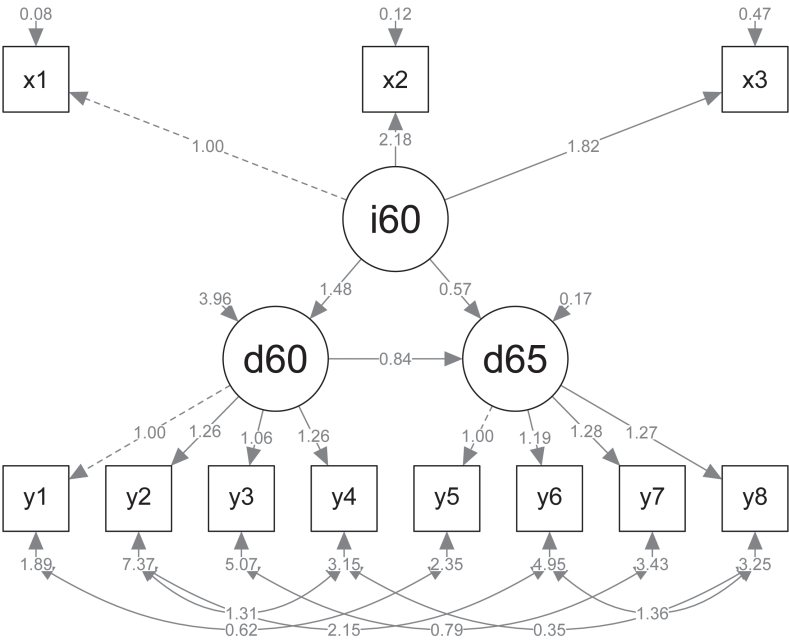 0.08 0.12 0.47
x1 x2 x3
1.00 2.18 1.82
i60
1.48 0.57
3.96 0.17
d60 0.84 d65
1.00 1.26 1.06 1.26 1.00 1.19 1.28 1.27
y1 y2 y3 y4 y5 y6 y7 y8
1.89 7.37 5.07 3.15 2.35 4.95 3.43 3.25
1.31 1.36
0.62 2.15 0.79 0.35